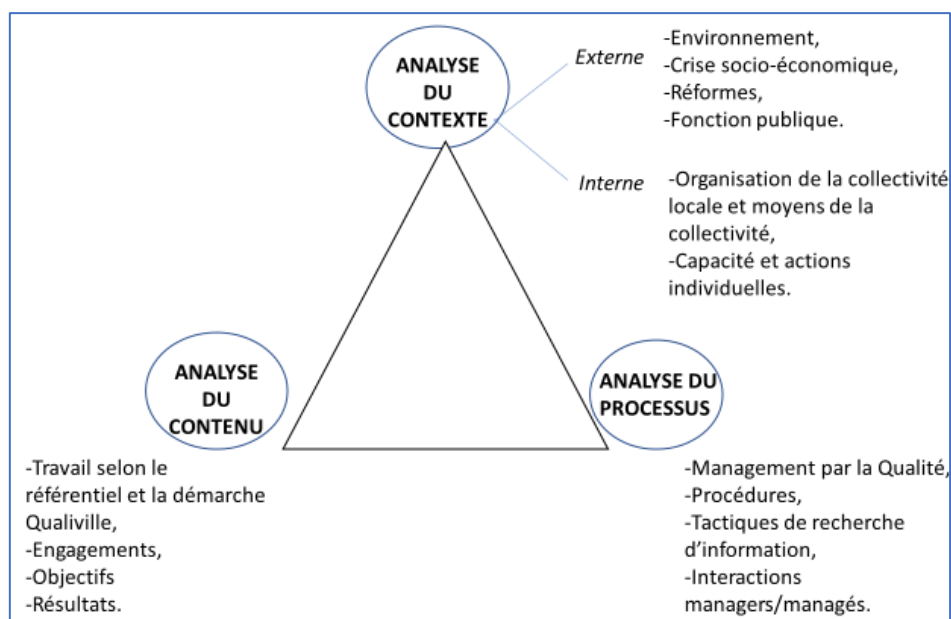 ANALYSE
DU
CONTEXTE
Externe
-Environnement,
-Crise socio-économique,
-Réformes,
-Fonction publique.
Interne
-Organisation de la collectivité
locale et moyens de la
collectivité,
-Capacité et actions
individuelles.
ANALYSE
DU
CONTENU
-Travail selon le
référentiel et la démarche
Qualiville,
-Engagements,
-Objectifs
-Résultats.
ANALYSE DU
PROCESSUS
-Management par la Qualité,
-Procédures,
-Tactiques de recherche
d'information,
-Interactions
managers/managés.